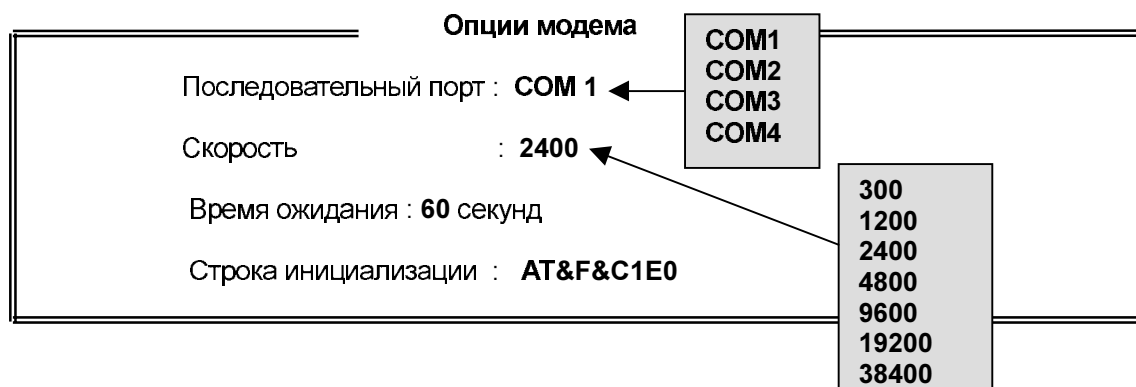 Опции модема
Последовательный порт : COM 1
Скорость : 2400
Время ожидания : 60 секунд
Строка инициализации : AT&F&C1E0
COM1
COM2
COM3
COM4
300
1200
2400
4800
9600
19200
38400